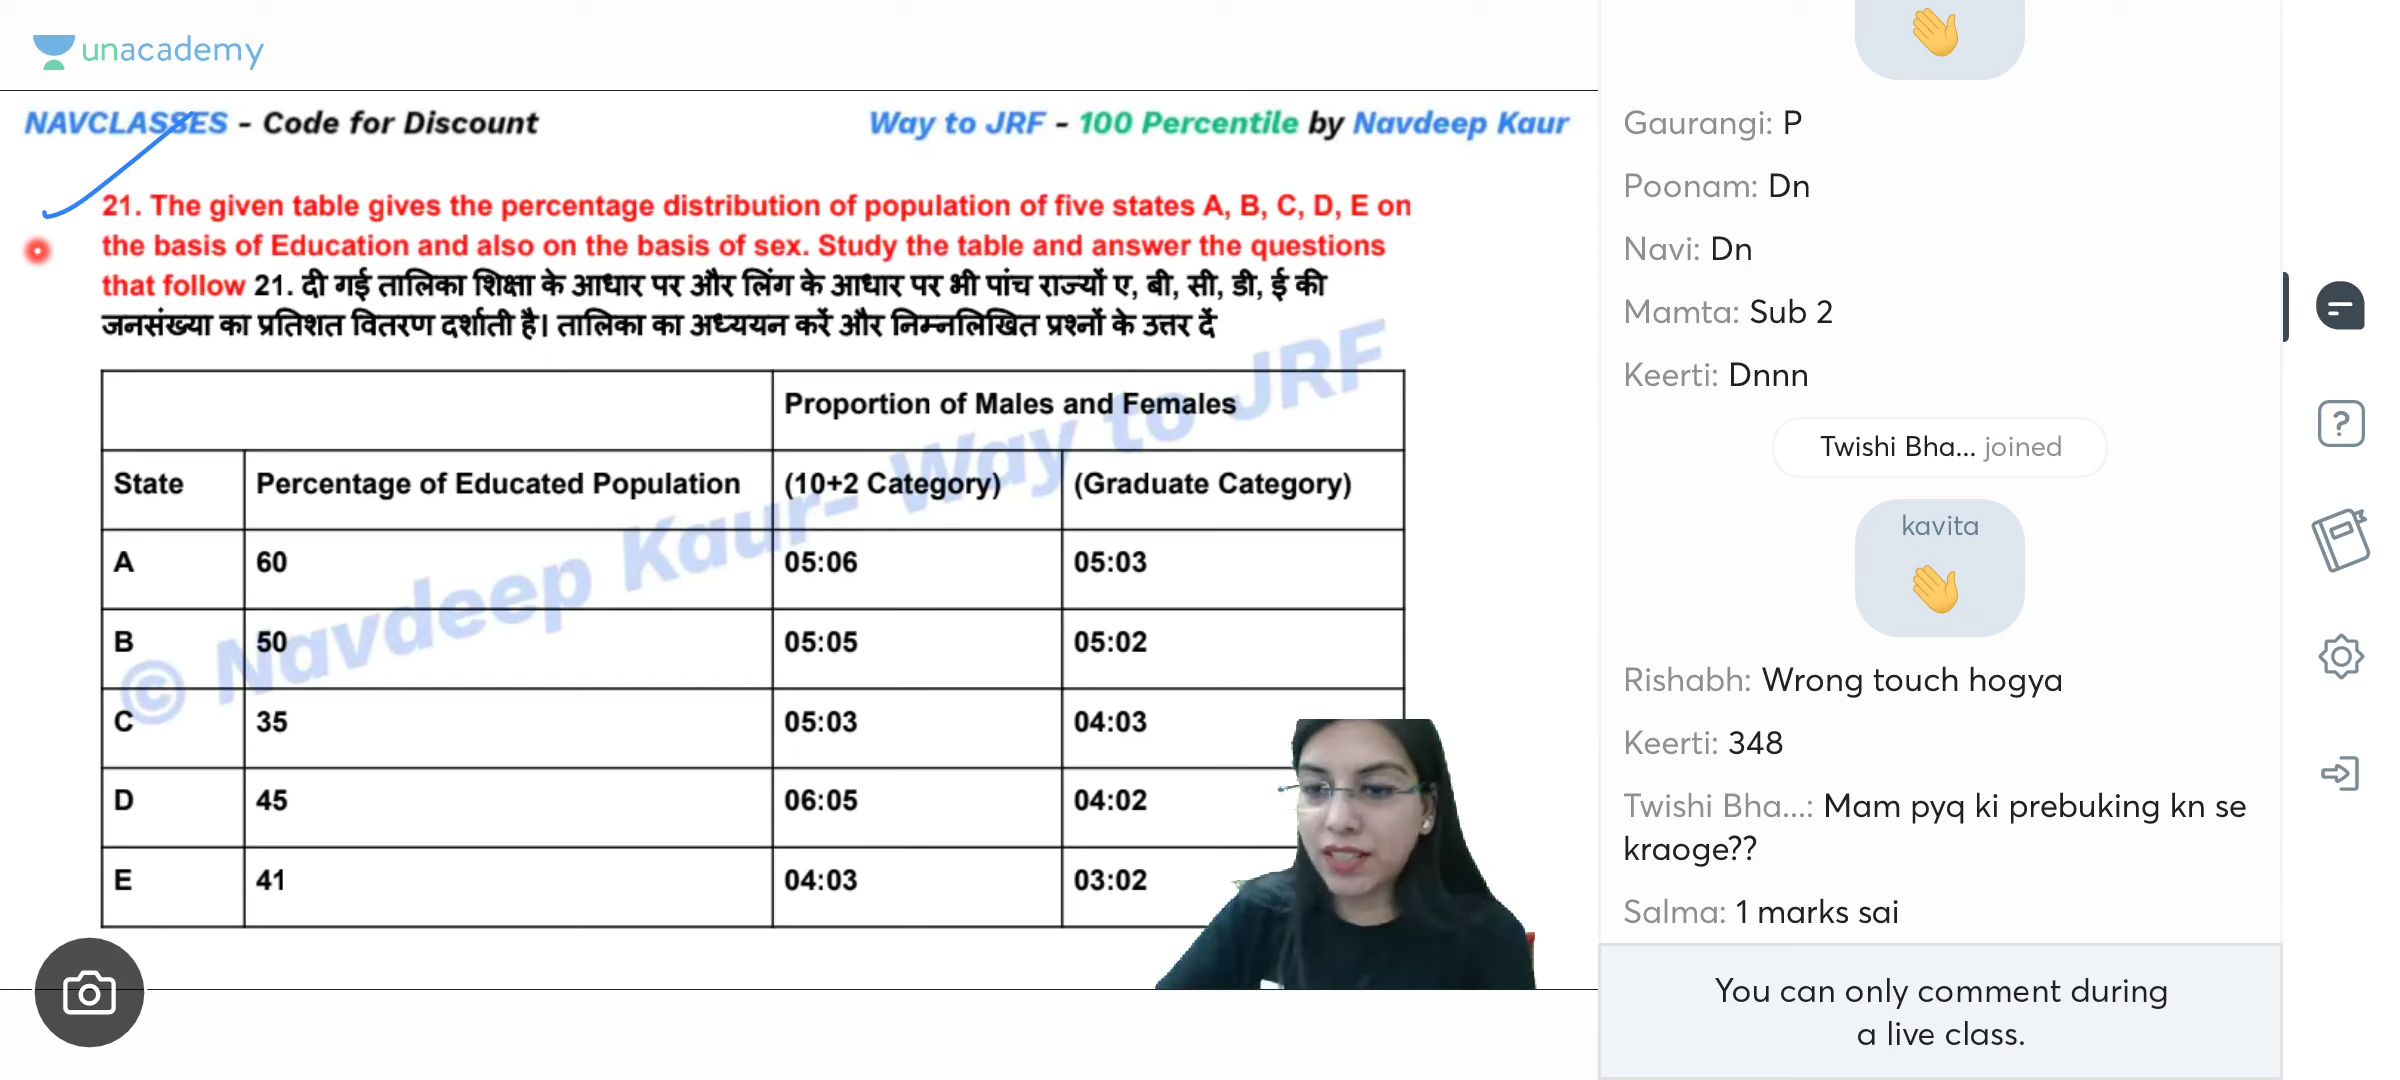 unacademy
NAVCLASSES - Code for Discount
Way to JRF - 100 Percentile by Navdeep Kaur
21. The given table gives the percentage distribution of population of five states A, B, C, D, E on
the basis of Education and also on the basis of sex. Study the table and answer the questions
that follow 21. दी गई तालिका शिक्षा के आधार पर और लिंग के आधार पर भी पांच राज्यों ए, बी, सी, डी, ई की
जनसंख्या का प्रतिशत वितरण दर्शाती है। तालिका का अध्ययन करें और निम्नलिखित प्रश्नों के उत्तर दें
Proportion of Males and Females
State Percentage of Educated Population (10+2 Category) (Graduate Category)
A 60 05:06 05:03
B 50 05:05 05:02
C 35 05:03 04:03
D 45 06:05 04:02
E 41 04:03 03:02
© Navdeep Kaur- Way to JRF
Gaurangi: P
Poonam: Dn
Navi: Dn
Mamta: Sub 2
Keerti: Dnnn
Twishi Bha... joined
kavita
Rishabh: Wrong touch hogya
Keerti: 348
Twishi Bha...: Mam pyq ki prebuking kn se
kraoge??
Salma: 1 marks sai
You can only comment during
a live class.